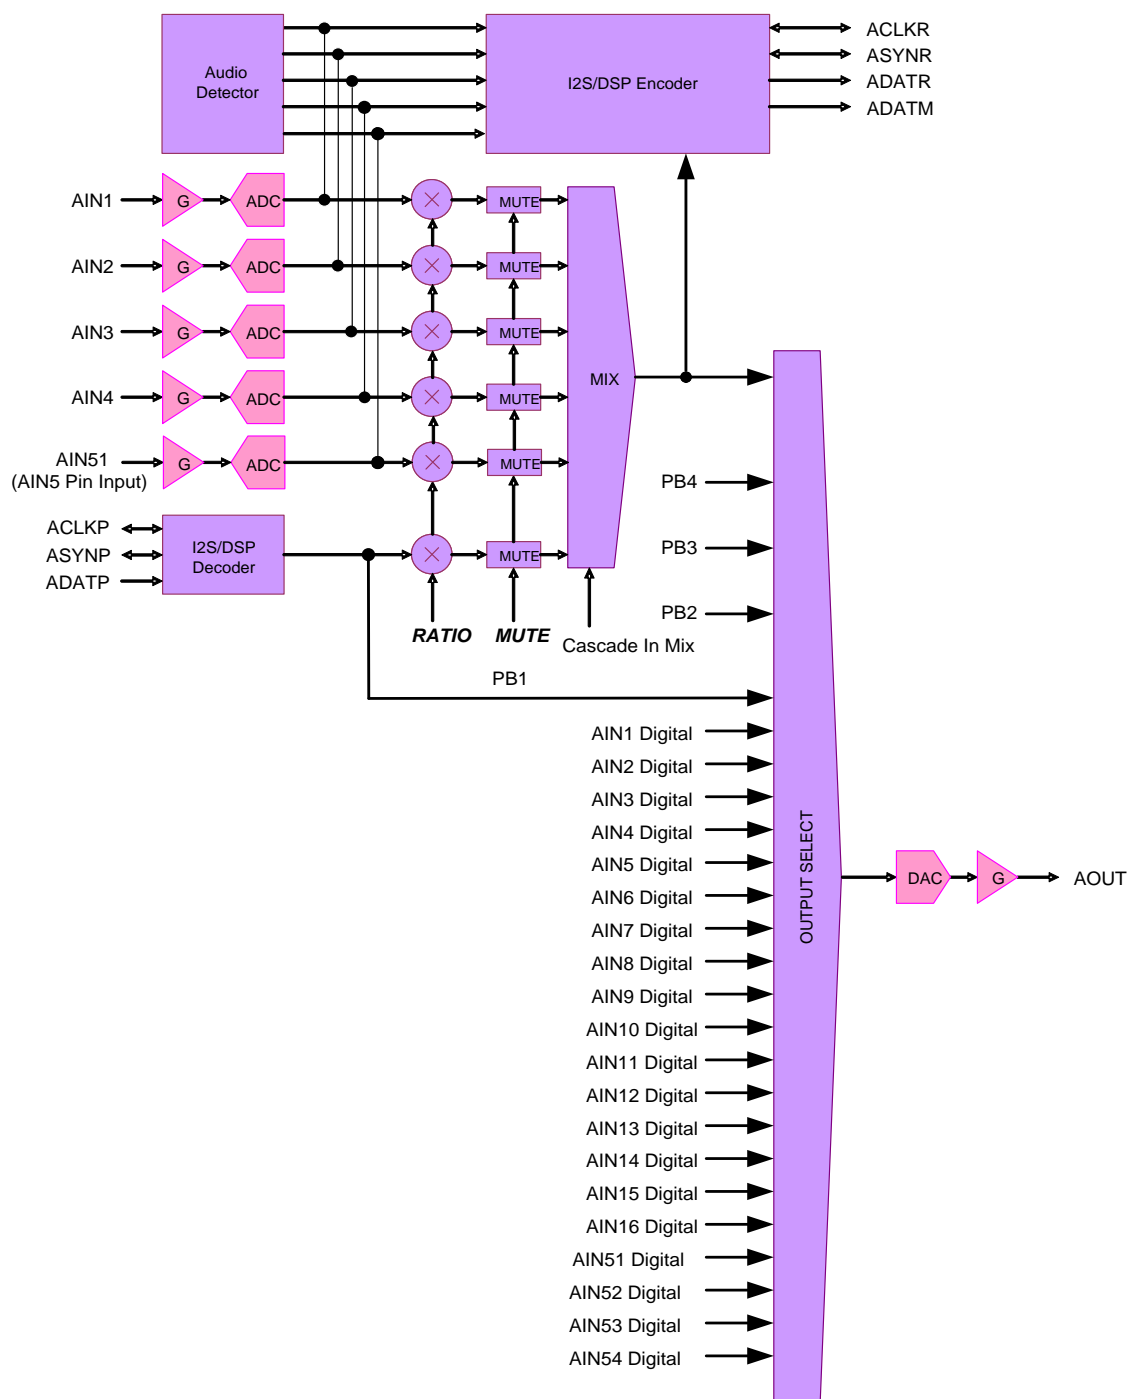 Audio
Detector
I2S/DSP Encoder
ACLKR
ASYNR
ADATR
ADATM
AIN1
G
ADC
MUTE
AIN2
G
ADC
MUTE
AIN3
G
ADC
MUTE
AIN4
G
ADC
MUTE
MIX
AIN51
(AIN5 Pin Input)
G
ADC
MUTE
ACLKP
ASYNP
ADATP
I2S/DSP
Decoder
MUTE
RATIO
MUTE
Cascade In Mix
PB4
PB3
PB2
PB1
AIN1 Digital
AIN2 Digital
AIN3 Digital
AIN4 Digital
AIN5 Digital
AIN6 Digital
AIN7 Digital
AIN8 Digital
AIN9 Digital
AIN10 Digital
AIN11 Digital
AIN12 Digital
AIN13 Digital
AIN14 Digital
AIN15 Digital
AIN16 Digital
AIN51 Digital
AIN52 Digital
AIN53 Digital
AIN54 Digital
OUTPUT SELECT
DAC
G
AOUT